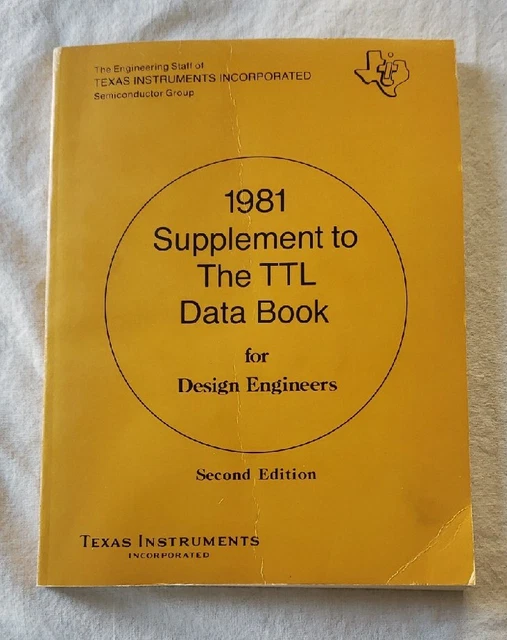 The Engineering Staff of
TEXAS INSTRUMENTS INCORPORATED
Semiconductor Group
1981
Supplement to
The TTL
Data Book
for
Design Engineers
Second Edition
TEXAS INSTRUMENTS
INCORPORATED